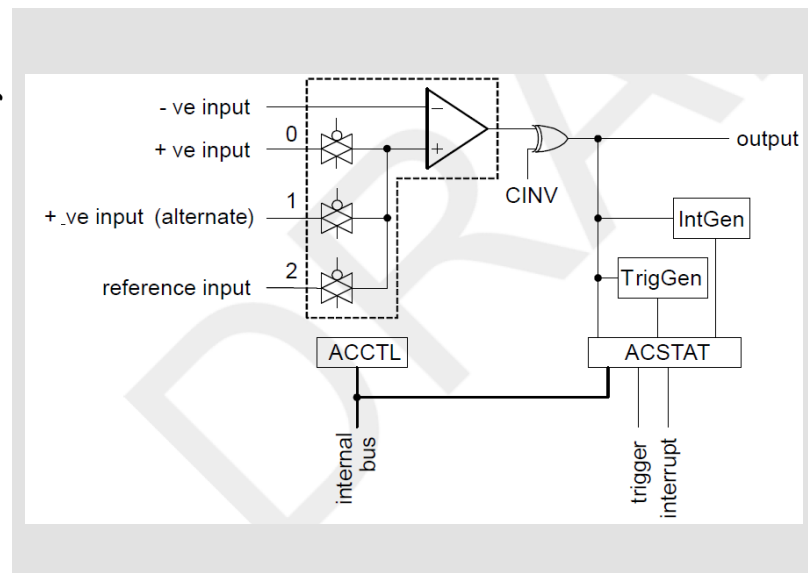 - ve input
0
+ ve input
1
+ ve input (alternate)
2
reference input
−
+
CINV
output
IntGen
TrigGen
ACCTL
ACSTAT
internal
bus
trigger
interrupt
DRA